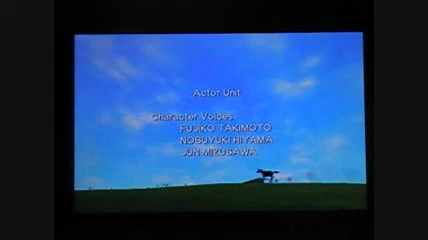 Actor Unit
Character Voices
FUJIKO TAKIMOTO
NOBUYUKI HIYAMA
JUN MIZUSAWA